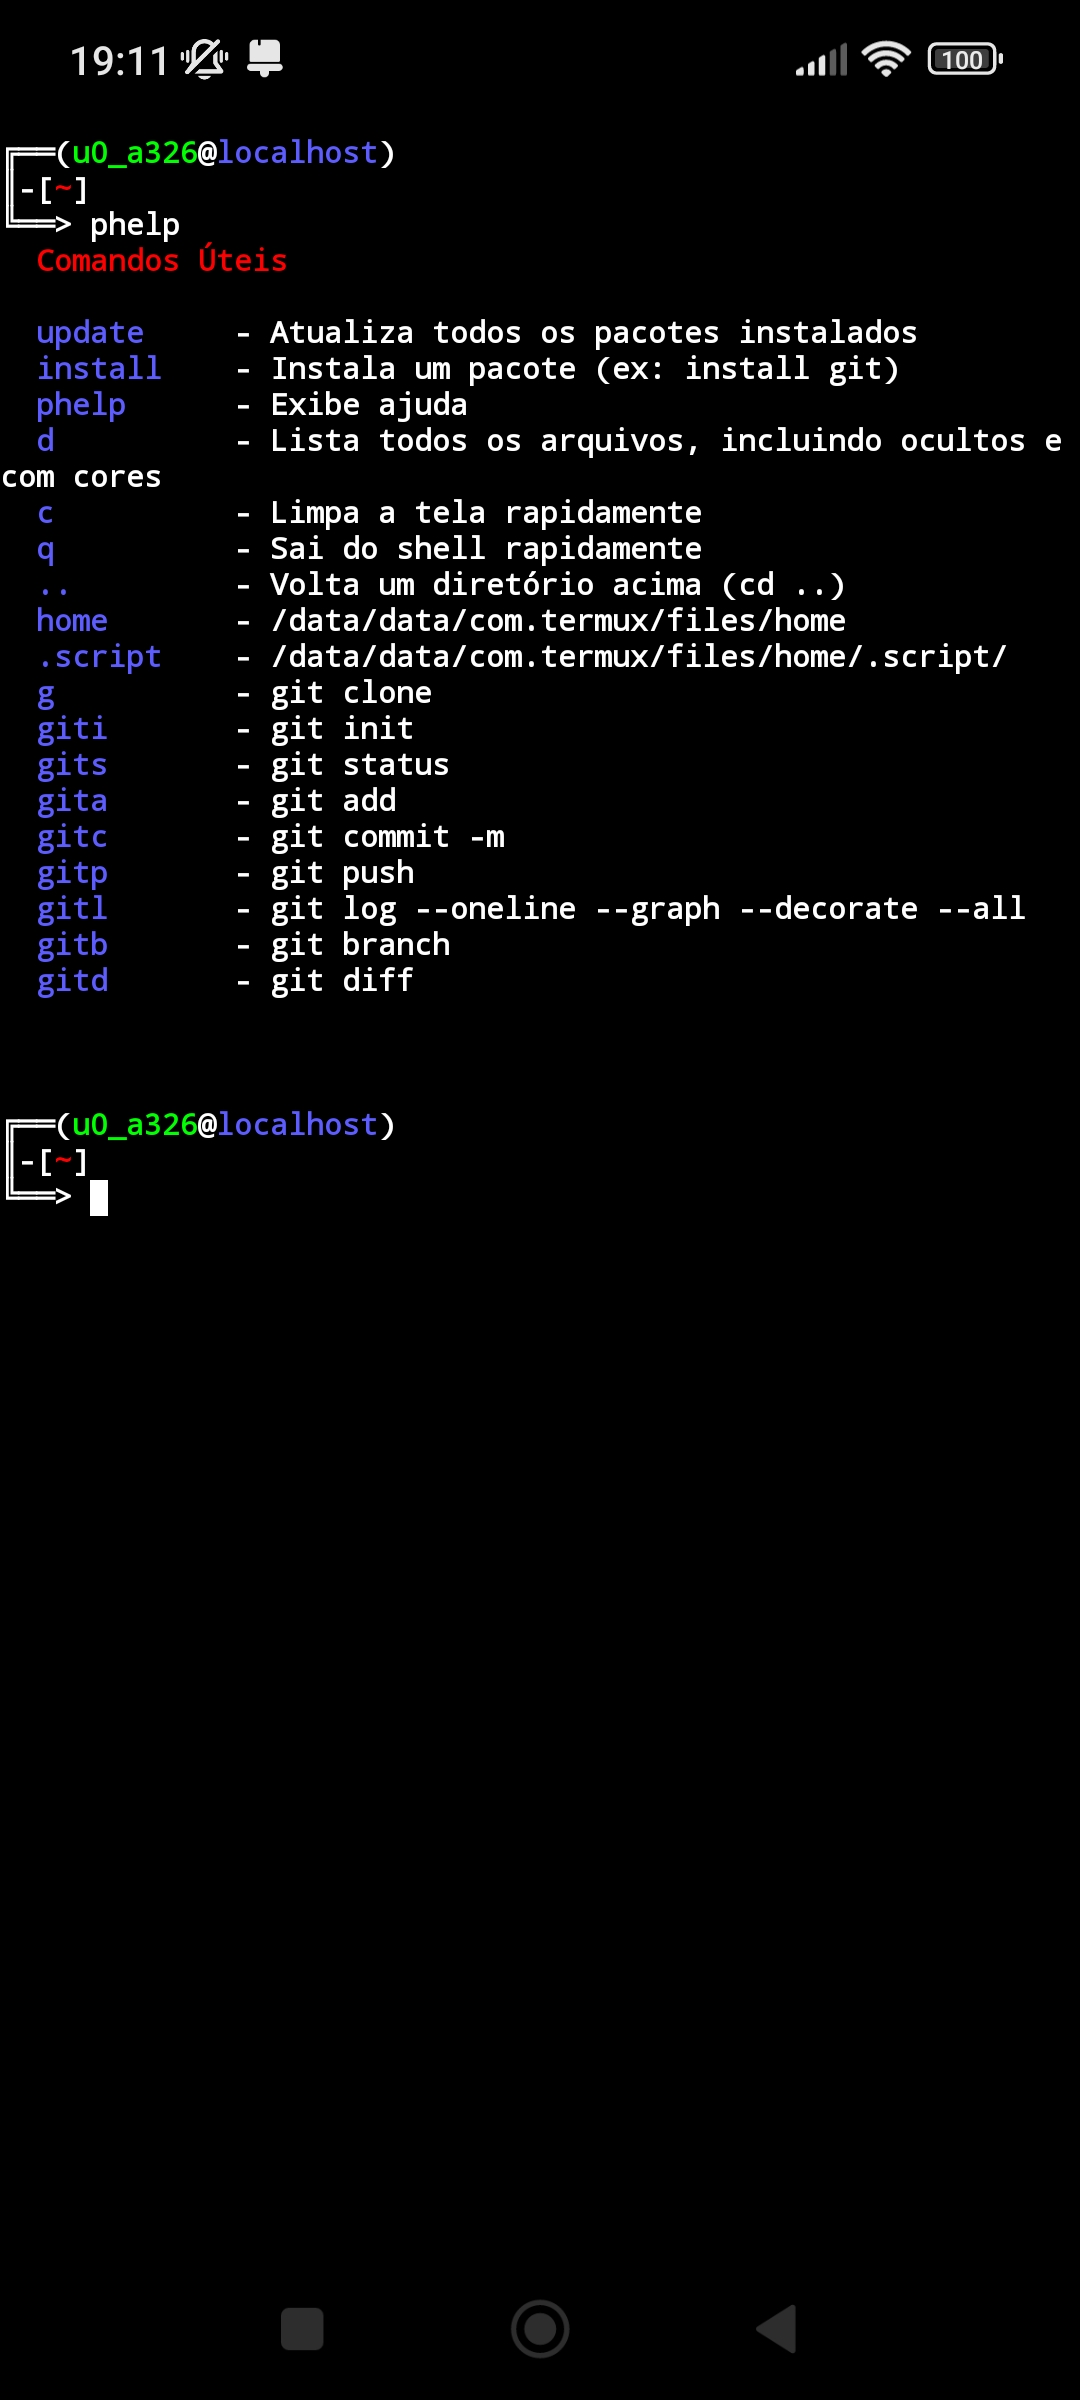 19:11 100
╔══(u0_a326@localhost)
║-[~]
╚══> phelp
Comandos Úteis
update - Atualiza todos os pacotes instalados
install - Instala um pacote (ex: install git)
phelp - Exibe ajuda
d - Lista todos os arquivos, incluindo ocultos e
com cores
c - Limpa a tela rapidamente
q - Sai do shell rapidamente
.. - Volta um diretório acima (cd ..)
home - /data/data/com.termux/files/home
.script - /data/data/com.termux/files/home/.script/
g - git clone
giti - git init
gits - git status
gita - git add
gitc - git commit -m
gitp - git push
gitl - git log --oneline --graph --decorate --all
gitb - git branch
gitd - git diff
╔══(u0_a326@localhost)
║-[~]
╚══>